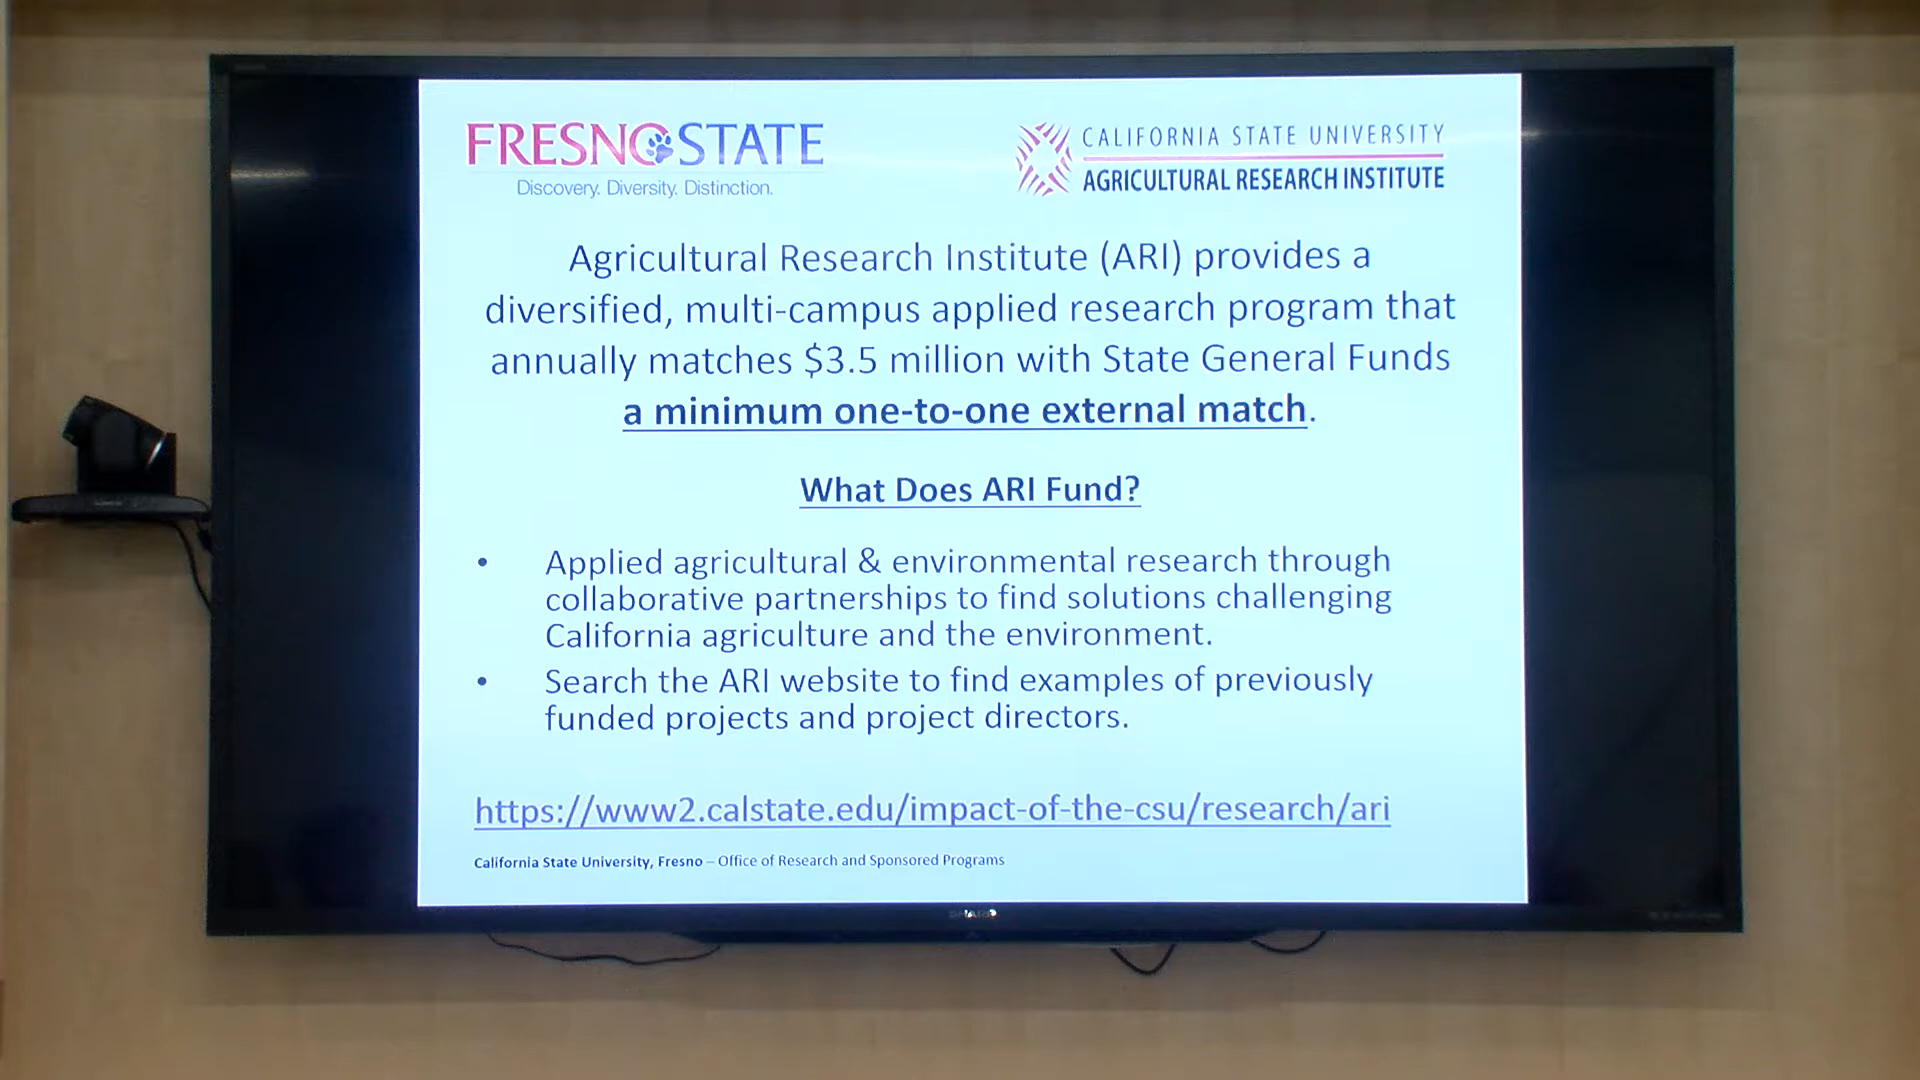 FRESNO STATE
Discovery. Diversity. Distinction.
CALIFORNIA STATE UNIVERSITY
AGRICULTURAL RESEARCH INSTITUTE
Agricultural Research Institute (ARI) provides a
diversified, multi-campus applied research program that
annually matches $3.5 million with State General Funds
a minimum one-to-one external match.
What Does ARI Fund?
• Applied agricultural & environmental research through
collaborative partnerships to find solutions challenging
California agriculture and the environment.
• Search the ARI website to find examples of previously
funded projects and project directors.
https://www2.calstate.edu/impact-of-the-csu/research/ari
California State University, Fresno – Office of Research and Sponsored Programs